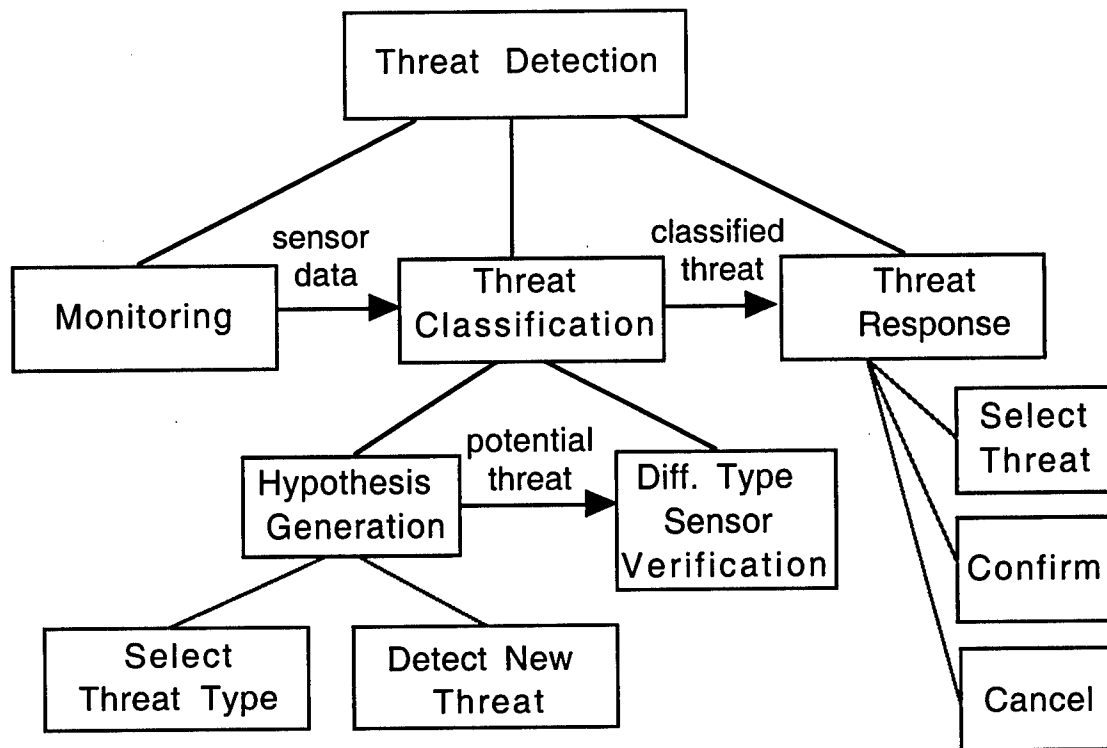 Threat Detection
sensor
data
classified
threat
Monitoring
Threat
Classification
Threat
Response
Select
Threat
potential
threat
Hypothesis
Generation
Diff. Type
Sensor
Verification
Confirm
Select
Threat Type
Detect New
Threat
Cancel